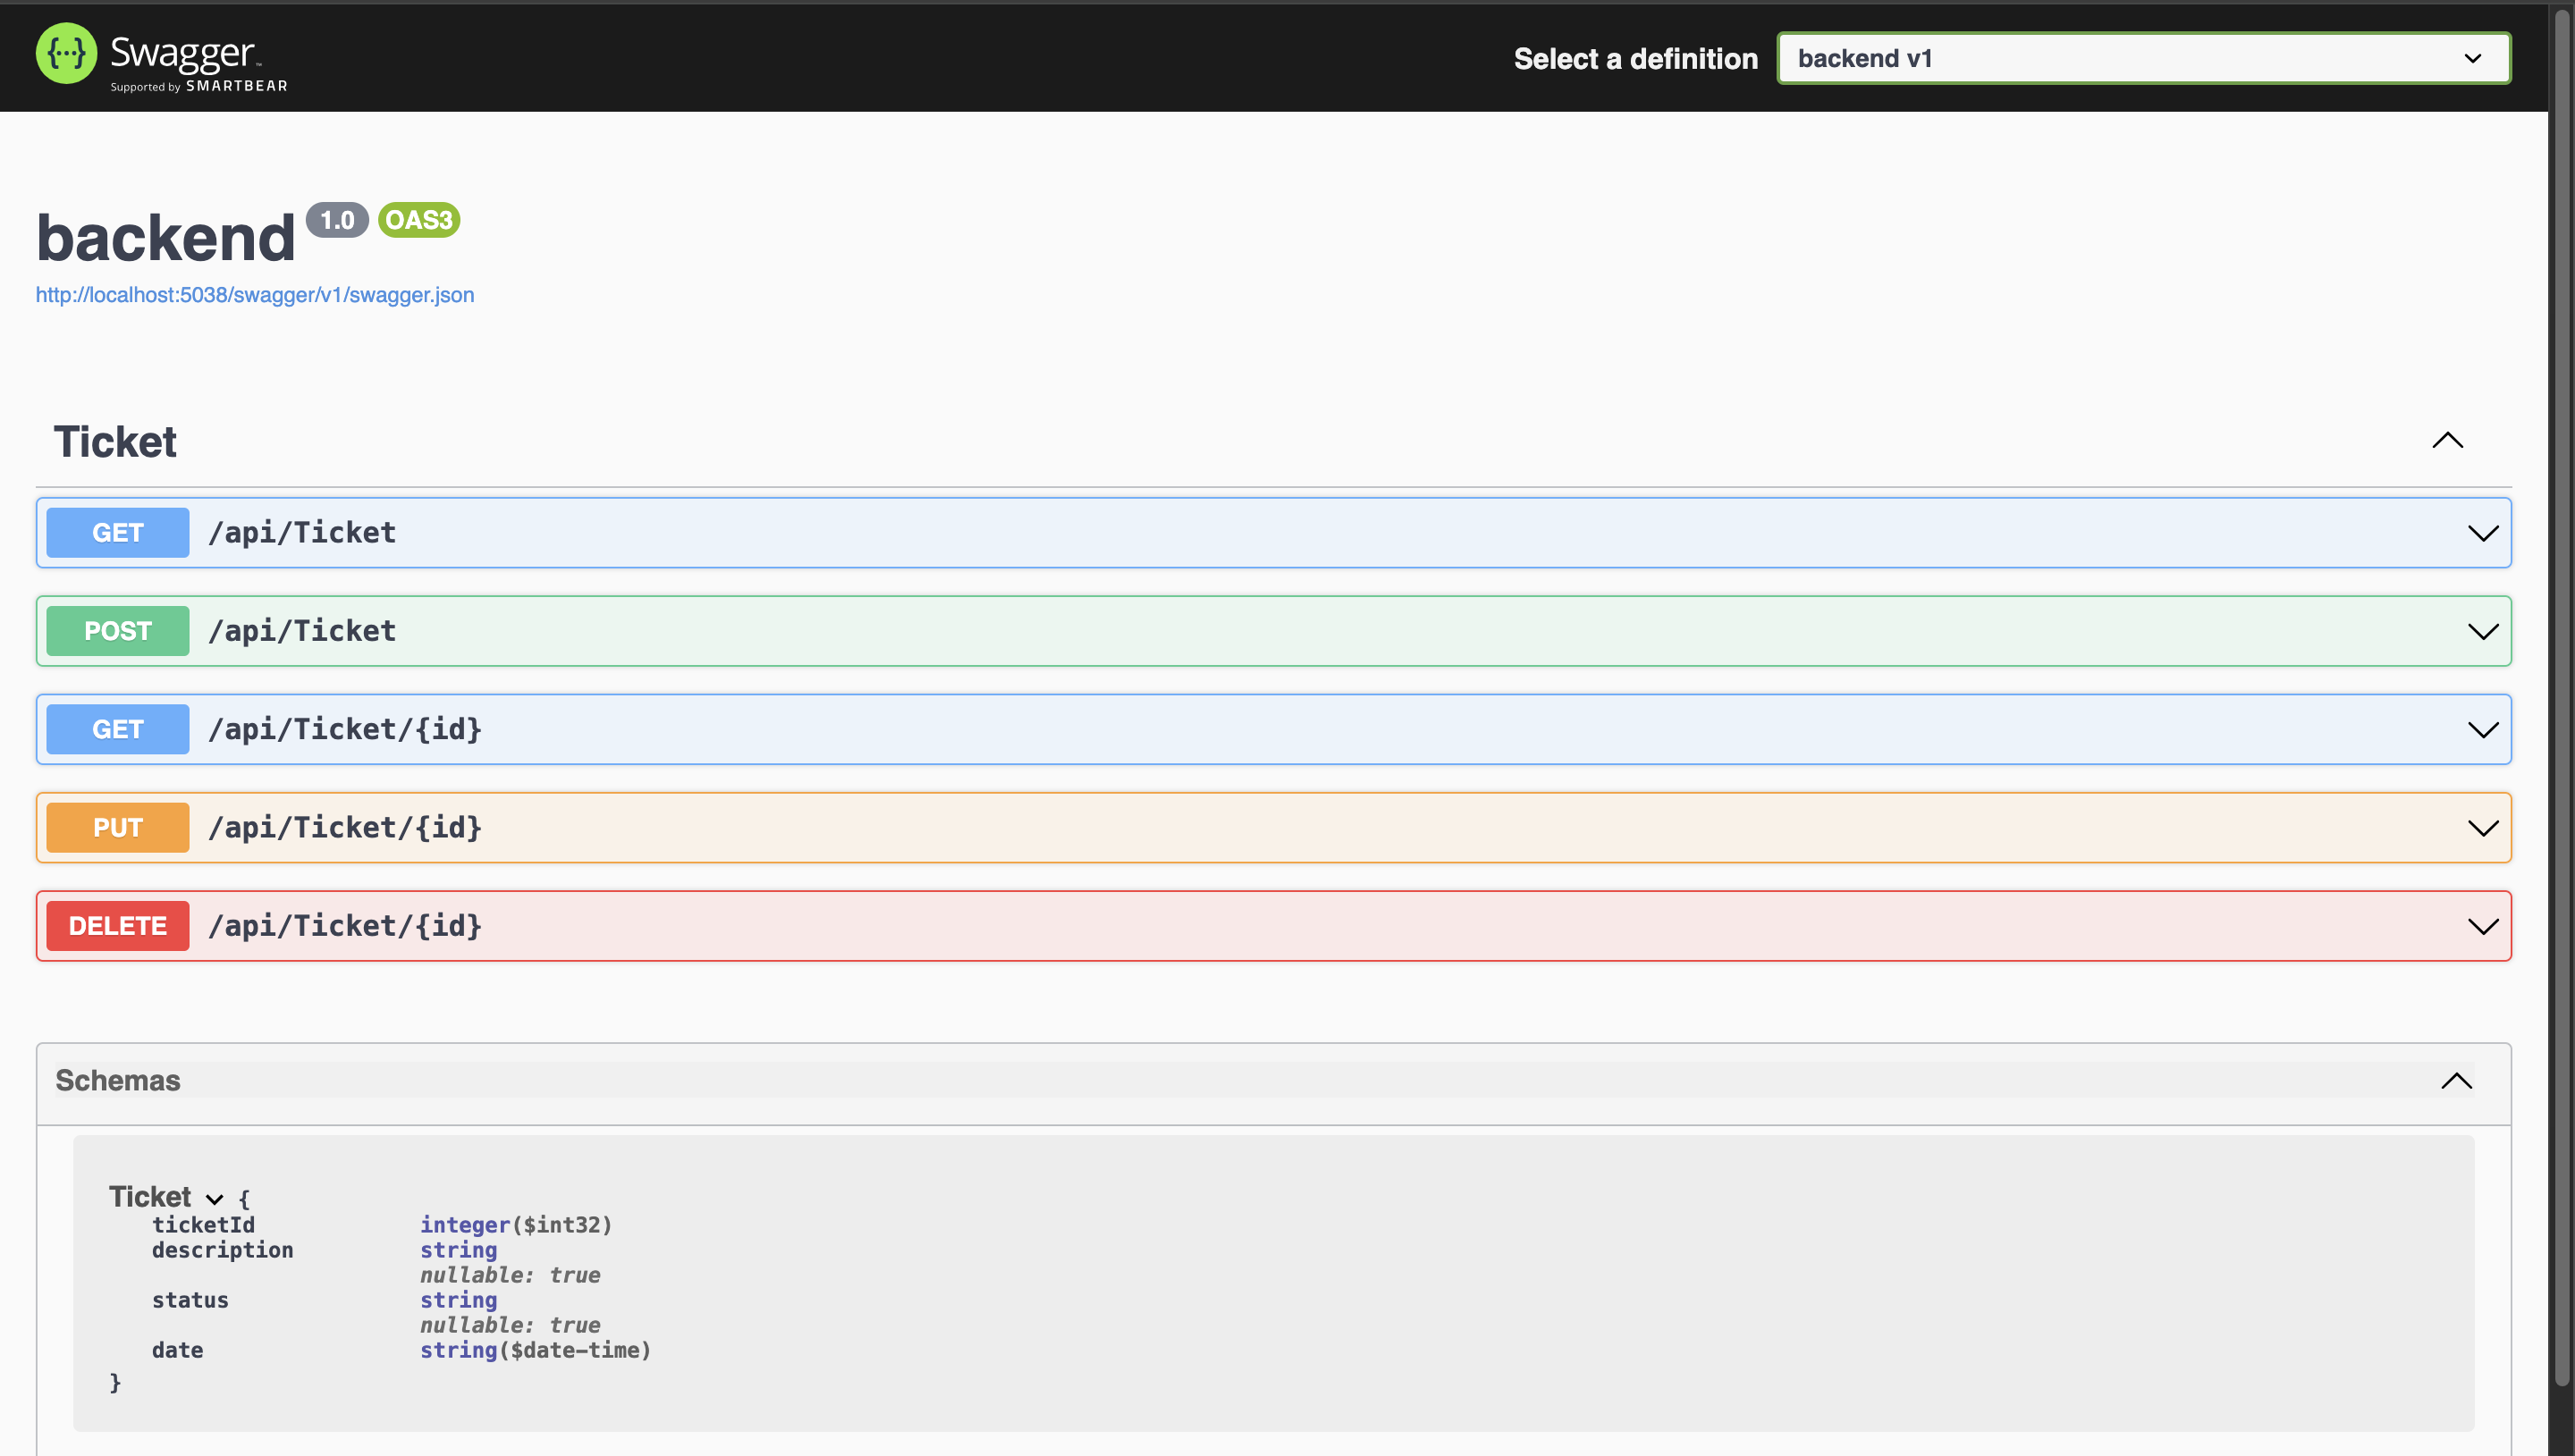 {···} Swagger™
Supported by SMARTBEAR
Select a definition
backend v1
backend 1.0 OAS3
http://localhost:5038/swagger/v1/swagger.json
Ticket
GET /api/Ticket
POST /api/Ticket
GET /api/Ticket/{id}
PUT /api/Ticket/{id}
DELETE /api/Ticket/{id}
Schemas
Ticket {
ticketId integer($int32)
description string
nullable: true
status string
nullable: true
date string($date-time)
}